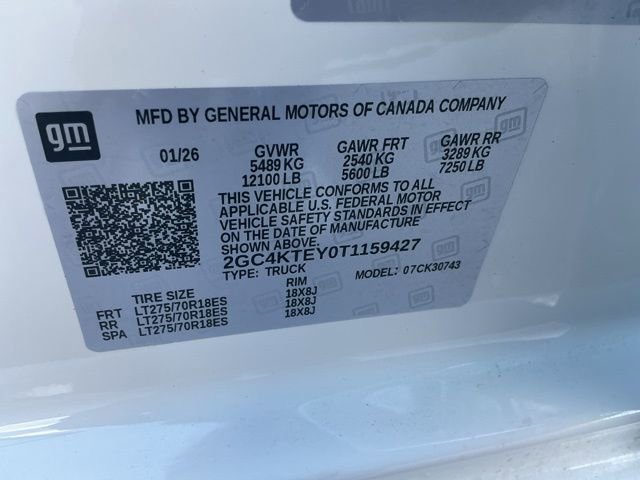 MFD BY GENERAL MOTORS OF CANADA COMPANY
gm
01/26 GVWR GAWR FRT GAWR RR
5489 KG 2540 KG 3289 KG
12100 LB 5600 LB 7250 LB
THIS VEHICLE CONFORMS TO ALL
APPLICABLE U.S. FEDERAL MOTOR
VEHICLE SAFETY STANDARDS IN EFFECT
ON THE DATE OF MANUFACTURE
SHOWN ABOVE.
2GC4KTEY0T1159427
TYPE: TRUCK MODEL: 07CK30743
TIRE SIZE RIM
FRT LT275/70R18ES 18X8J
RR LT275/70R18ES 18X8J
SPA LT275/70R18ES 18X8J